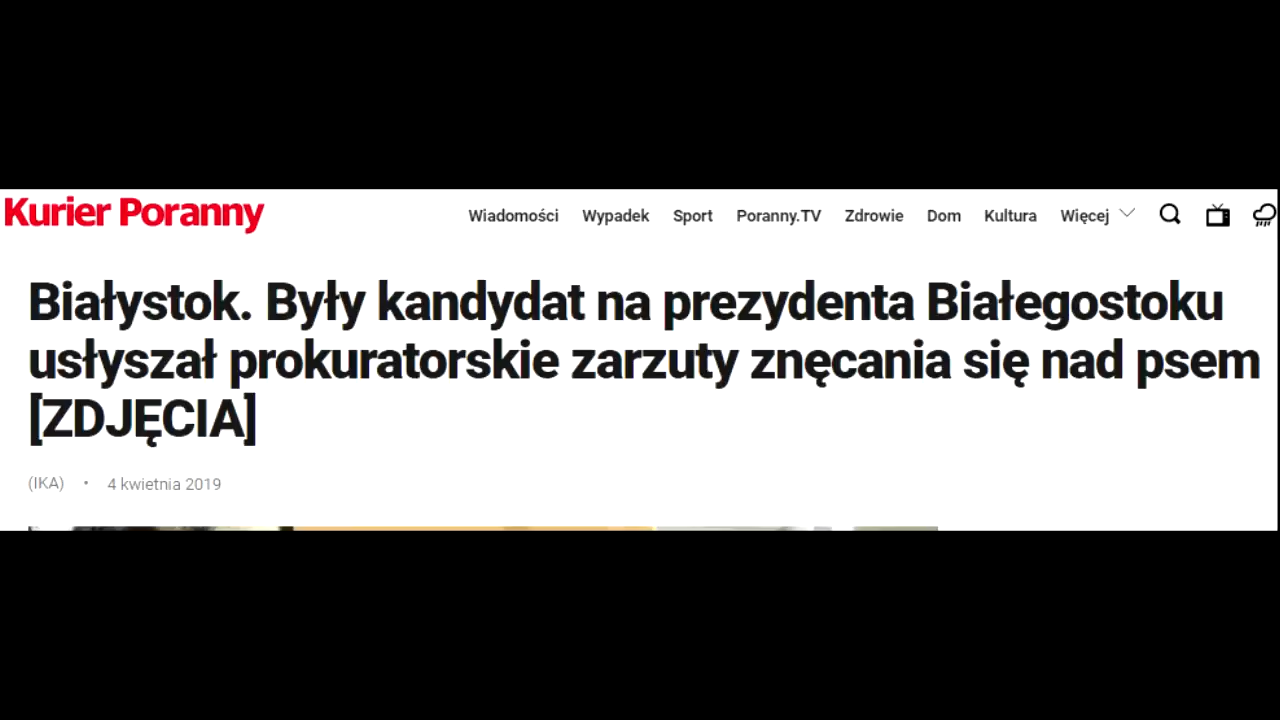 Kurier Poranny
Wiadomości Wypadek Sport Poranny.TV Zdrowie Dom Kultura Więcej
Białystok. Były kandydat na prezydenta Białegostoku
usłyszał prokuratorskie zarzuty znęcania się nad psem
[ZDJĘCIA]
(IKA) • 4 kwietnia 2019